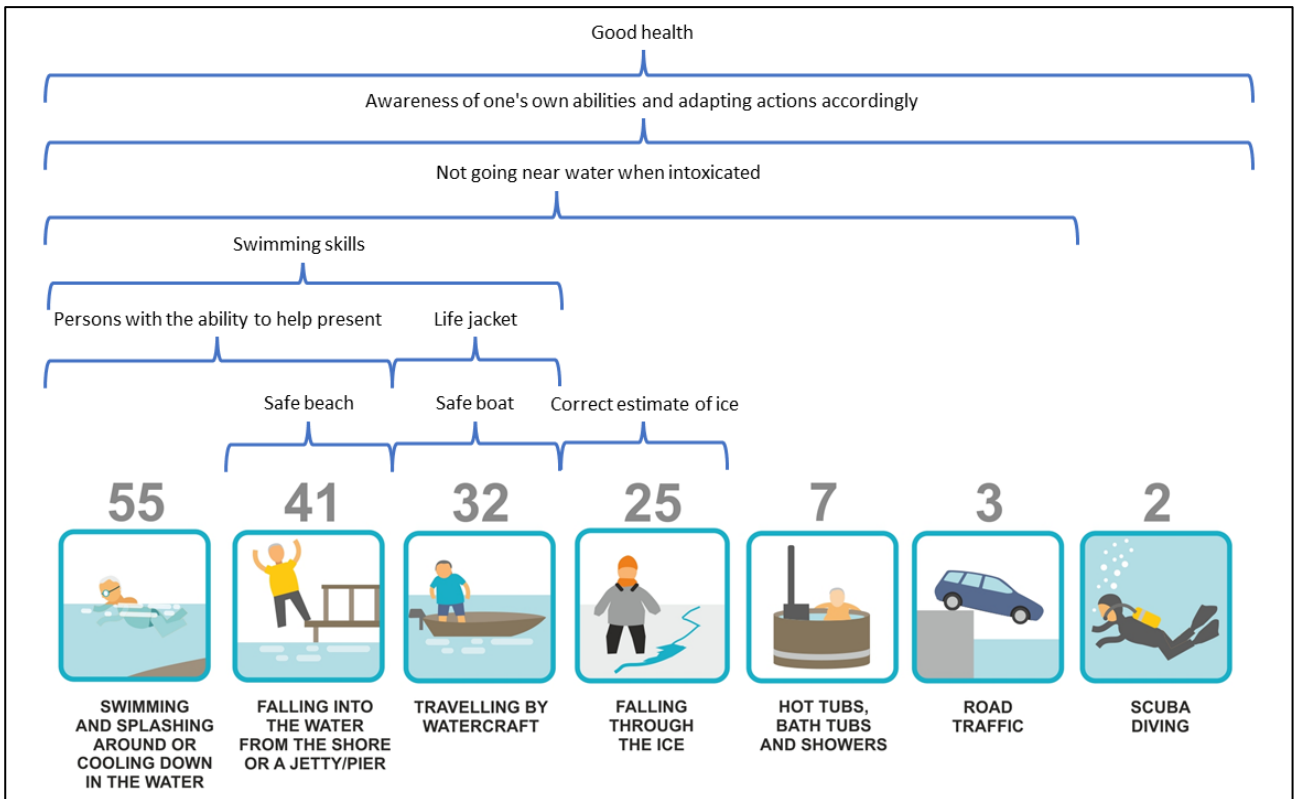 Good health
Awareness of one's own abilities and adapting actions accordingly
Not going near water when intoxicated
Swimming skills
Persons with the ability to help present
Life jacket
Safe beach
Safe boat
Correct estimate of ice
55
41
32
25
7
3
2
SWIMMING
AND SPLASHING
AROUND OR
COOLING DOWN
IN THE WATER
FALLING INTO
THE WATER
FROM THE SHORE
OR A JETTY/PIER
TRAVELLING BY
WATERCRAFT
FALLING
THROUGH
THE ICE
HOT TUBS,
BATH TUBS
AND SHOWERS
ROAD
TRAFFIC
SCUBA
DIVING